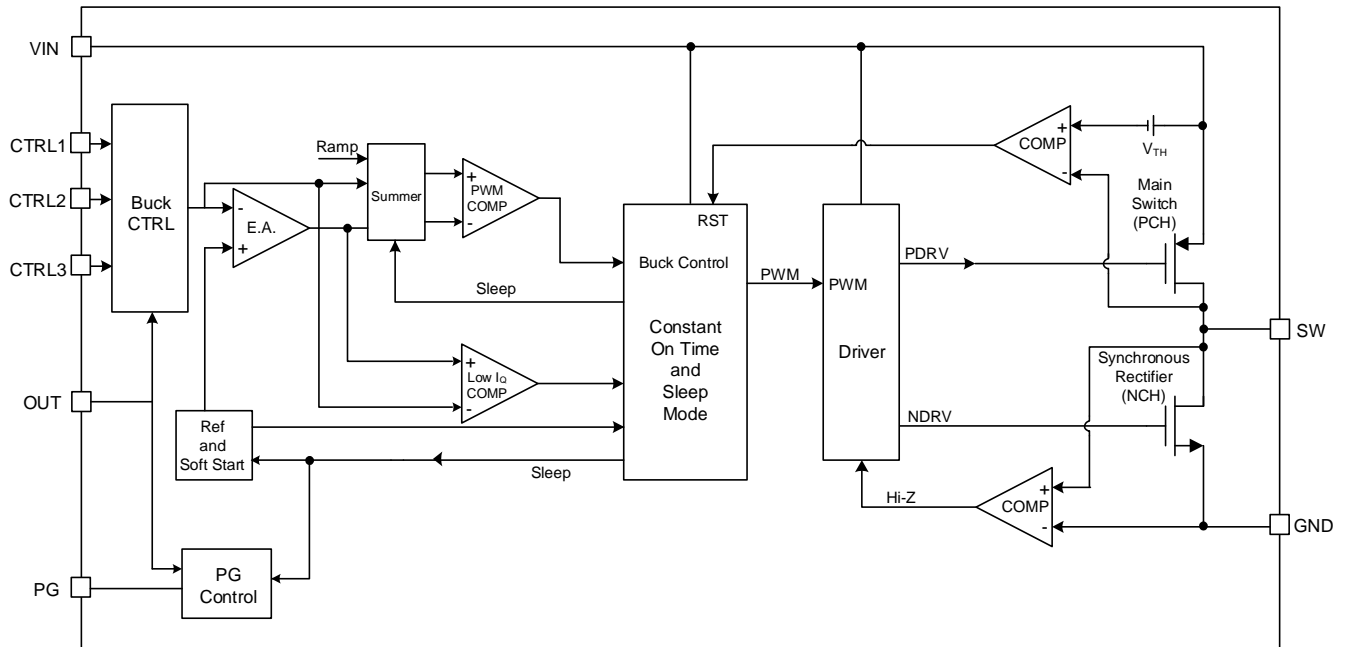 VIN
CTRL1
CTRL2
CTRL3
OUT
PG
Buck
CTRL
Ramp
-
E.A.
+
Summer
+
PWM
COMP
-
Sleep
+
Low IQ
COMP
-
Ref
and
Soft Start
Sleep
PG
Control
RST
Buck Control
Constant
On Time
and
Sleep
Mode
PWM
PWM
Driver
PDRV
NDRV
Hi-Z
+
COMP
-
VTH
Main
Switch
(PCH)
Synchronous
Rectifier
(NCH)
+
COMP
-
SW
GND